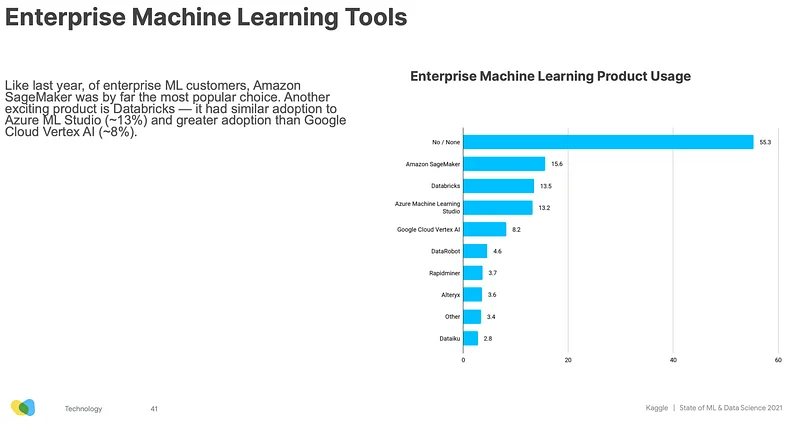 Enterprise Machine Learning Tools
Like last year, of enterprise ML customers, Amazon
SageMaker was by far the most popular choice. Another
exciting product is Databricks — it had similar adoption to
Azure ML Studio (~13%) and greater adoption than Google
Cloud Vertex AI (~8%).
Enterprise Machine Learning Product Usage
No / None 55.3
Amazon SageMaker 15.6
Databricks 13.5
Azure Machine Learning
Studio 13.2
Google Cloud Vertex AI 8.2
DataRobot 4.6
Rapidminer 3.7
Alteryx 3.6
Other 3.4
Dataiku 2.8
0 20 40 60
Technology 41
Kaggle | State of ML & Data Science 2021